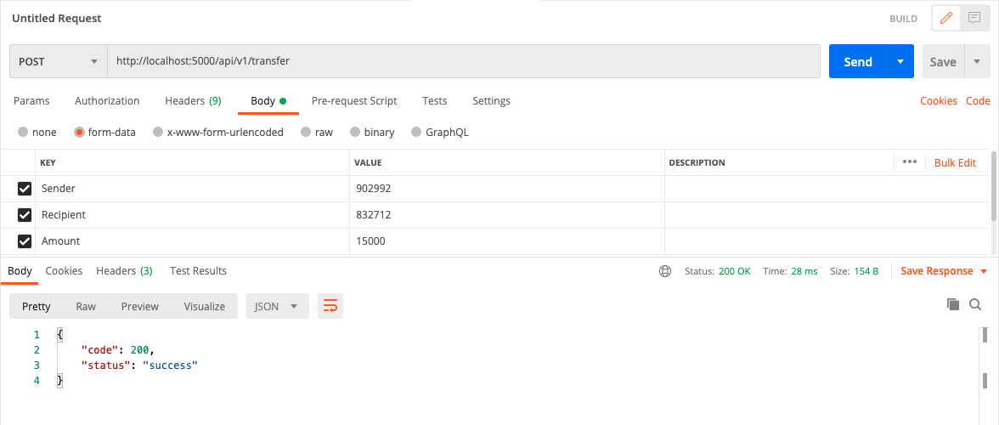 Untitled Request BUILD
POST http://localhost:5000/api/v1/transfer Send Save
Params Authorization Headers (9) Body Pre-request Script Tests Settings Cookies Code
none form-data x-www-form-urlencoded raw binary GraphQL
KEY VALUE DESCRIPTION ••• Bulk Edit
Sender 902992
Recipient 832712
Amount 15000
Body Cookies Headers (3) Test Results Status: 200 OK Time: 28 ms Size: 154 B Save Response
Pretty Raw Preview Visualize JSON
1 {
2 "code": 200,
3 "status": "success"
4 }